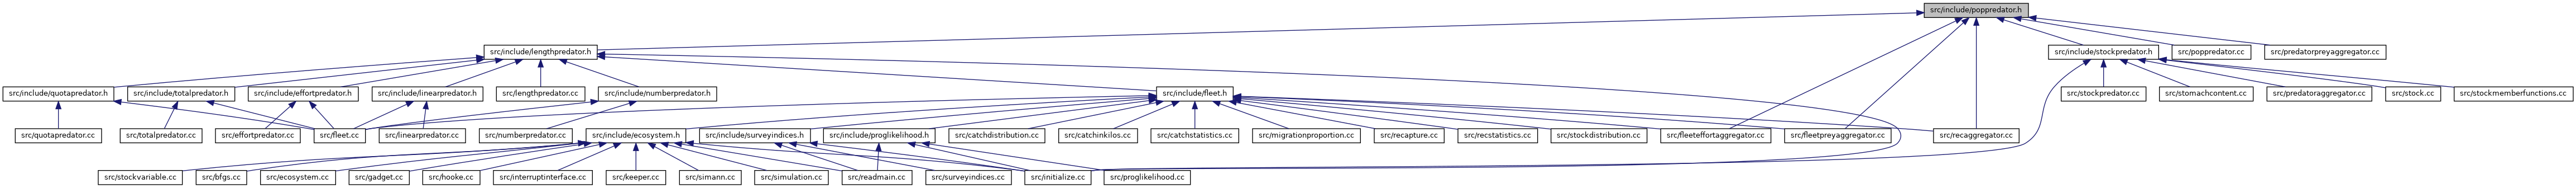 src/include/poppredator.h
src/include/lengthpredator.h
src/include/stockpredator.h
src/poppredator.cc
src/predatorpreyaggregator.cc
src/include/quotapredator.h
src/include/totalpredator.h
src/include/effortpredator.h
src/include/linearpredator.h
src/lengthpredator.cc
src/include/numberpredator.h
src/include/fleet.h
src/stockpredator.cc
src/stomachcontent.cc
src/predatoraggregator.cc
src/stock.cc
src/stockmemberfunctions.cc
src/quotapredator.cc
src/totalpredator.cc
src/effortpredator.cc
src/fleet.cc
src/linearpredator.cc
src/numberpredator.cc
src/include/ecosystem.h
src/include/surveyindices.h
src/include/proglikelihood.h
src/catchdistribution.cc
src/catchinkilos.cc
src/catchstatistics.cc
src/migrationproportion.cc
src/recapture.cc
src/recstatistics.cc
src/stockdistribution.cc
src/fleeteffortaggregator.cc
src/fleetpreyaggregator.cc
src/recaggregator.cc
src/stockvariable.cc
src/bfgs.cc
src/ecosystem.cc
src/gadget.cc
src/hooke.cc
src/interruptinterface.cc
src/keeper.cc
src/simann.cc
src/simulation.cc
src/readmain.cc
src/surveyindices.cc
src/initialize.cc
src/proglikelihood.cc